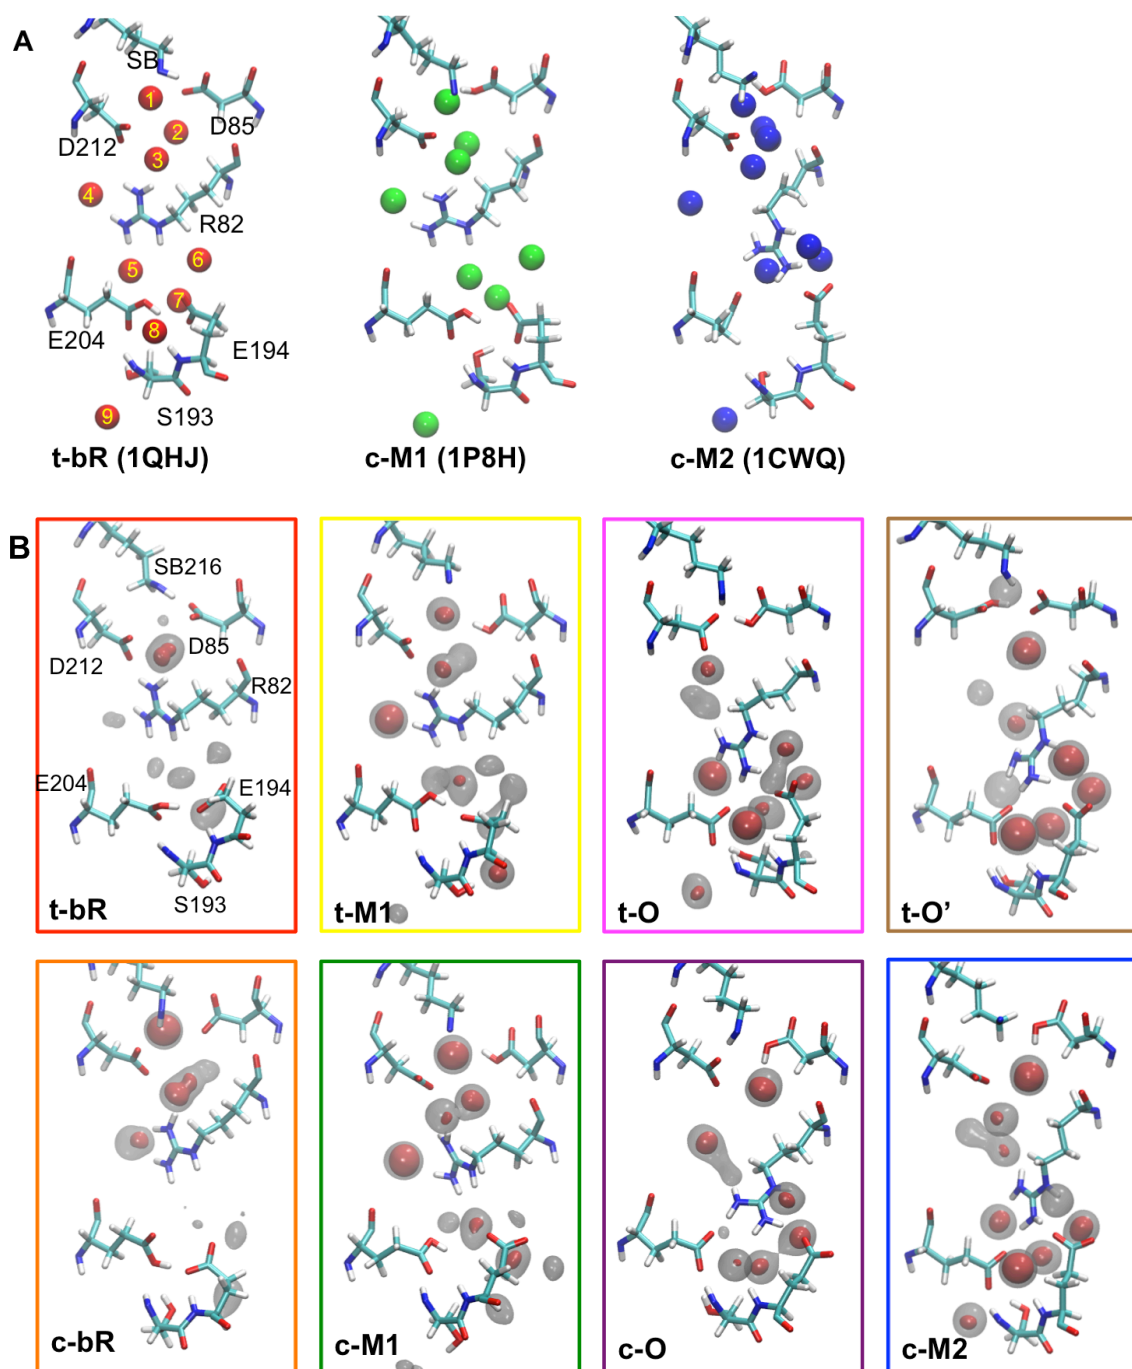 A
SB
1
2
D85
D212
3
4
R82
5
6
7
8
E204
E194
9
S193
t-bR (1QHJ)
c-M1 (1P8H)
c-M2 (1CWQ)
B
SB216
D85
D212
R82
E204
E194
S193
t-bR
t-M1
t-O
t-O’
c-bR
c-M1
c-O
c-M2